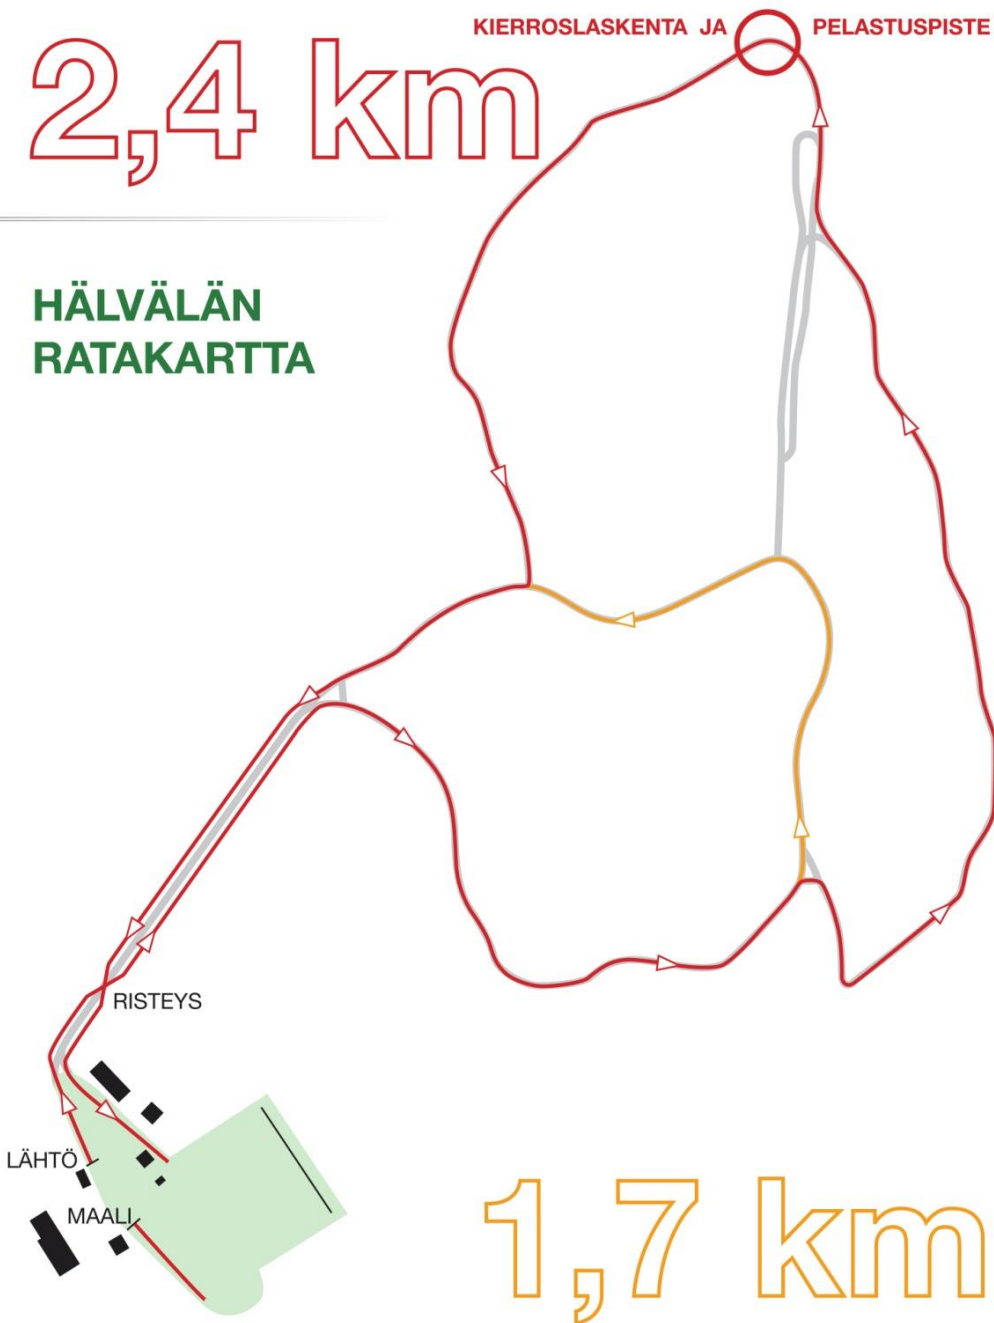 KIERROSLASKENTA JA PELASTUSPISTE
2,4 km
HÄLVÄLÄN
RATAKARTTA
RISTEYS
LÄHTÖ
MAALI
1,7 km